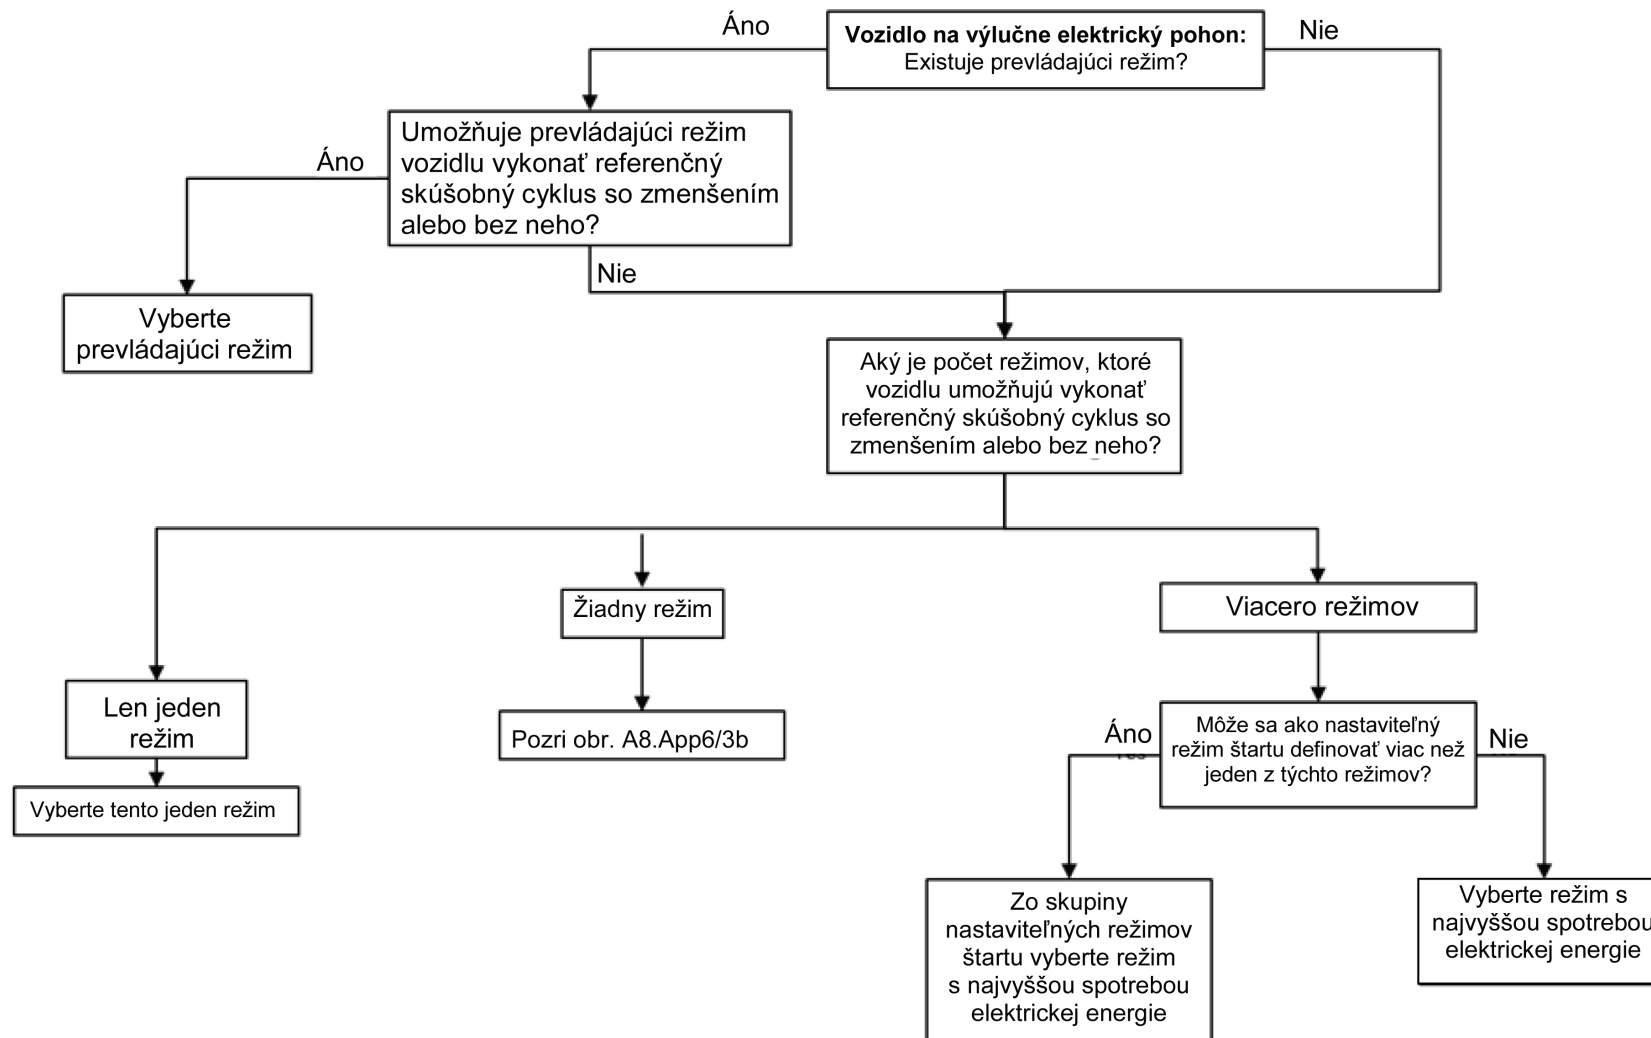 Áno
Vozidlo na výlučne elektrický pohon:
Existuje prevládajúci režim?
Nie
Umožňuje prevládajúci režim
vozidlu vykonať referenčný
skúšobný cyklus so zmenšením
alebo bez neho?
Áno
Nie
Vyberte
prevládajúci režim
Aký je počet režimov, ktoré
vozidlu umožňujú vykonať
referenčný skúšobný cyklus so
zmenšením alebo bez neho?
Žiadny režim
Viacero režimov
Len jeden
režim
Pozri obr. A8.App6/3b
Áno
Môže sa ako nastaviteľný
režim štartu definovať viac než
jeden z týchto režimov?
Nie
Vyberte tento jeden režim
Zo skupiny
nastaviteľných režimov
štartu vyberte režim
s najvyššou spotrebou
elektrickej energie
Vyberte režim s
najvyššou spotrebou
elektrickej energie